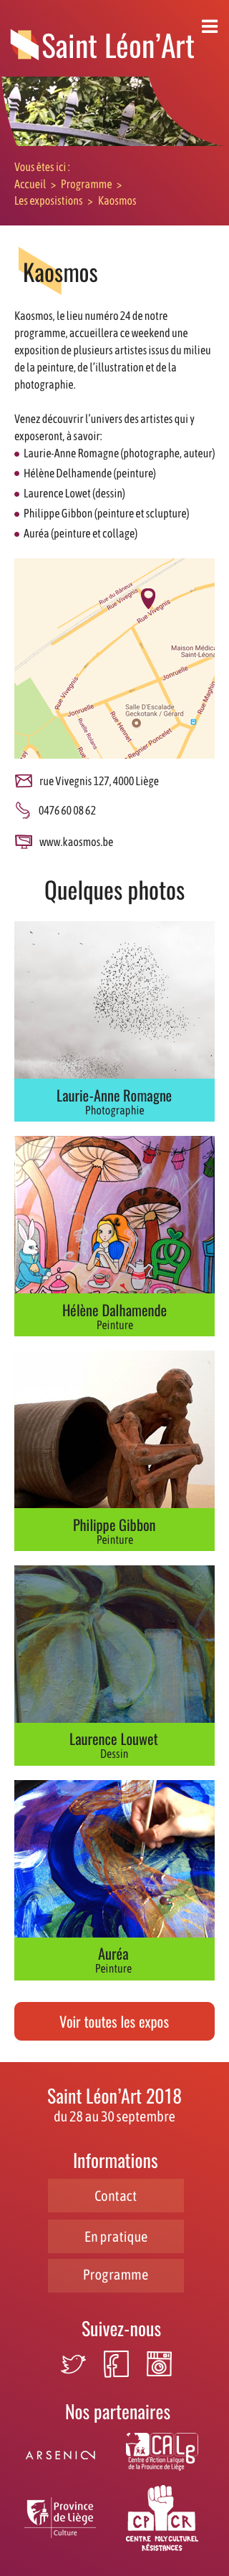 Saint Léon’Art
Vous êtes ici :
Accueil > Programme >
Les exposistions > Kaosmos
Kaosmos
Kaosmos, le lieu numéro 24 de notre
programme, accueillera ce weekend une
exposition de plusieurs artistes issus du milieu
de la peinture, de l’illustration et de la
photographie.
Venez découvrir l’univers des artistes qui y
exposeront, à savoir:
Laurie-Anne Romagne (photographe, auteur)
Hélène Delhamende (peinture)
Laurence Lowet (dessin)
Philippe Gibbon (peinture et sclupture)
Auréa (peinture et collage)
Rue du Bâneux
Rue Vivegnis
Rue Vivegnis
Maison Médica
Saint-Léona
Jonruelle
Rue Vivegnis
Jonruelle
Salle D'Escalade
Geckotank / Gérard
Rue Hermet
Rue Regnier Poncelet
rue Vivegnis 127, 4000 Liège
0476 60 08 62
www.kaosmos.be
Quelques photos
Laurie-Anne Romagne
Photographie
Hélène Dalhamende
Peinture
Philippe Gibbon
Peinture
Laurence Louwet
Dessin
Auréa
Peinture
Voir toutes les expos
Saint Léon’Art 2018
du 28 au 30 septembre
Informations
Contact
En pratique
Programme
Suivez-nous
Nos partenaires
ARSENIC
CALg
Centre d’Action Laïque
de la Province de Liège
Province
de Liège
Culture
CP CR
CENTRE POLYCULTUREL
RÉSISTANCES